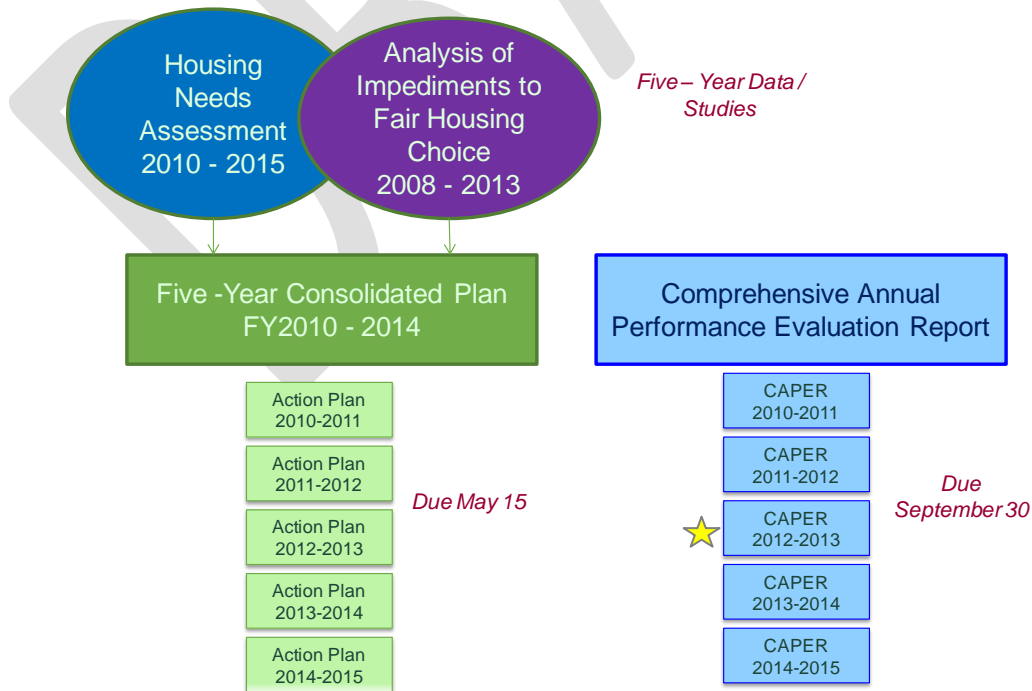 Housing
Needs
Assessment
2010 - 2015
Analysis of
Impediments to
Fair Housing
Choice
2008 - 2013
Five – Year Data /
Studies
Five -Year Consolidated Plan
FY2010 - 2014
Comprehensive Annual
Performance Evaluation Report
Action Plan
2010-2011
Action Plan
2011-2012
Action Plan
2012-2013
Action Plan
2013-2014
Action Plan
2014-2015
Due May 15
CAPER
2010-2011
CAPER
2011-2012
CAPER
2012-2013
CAPER
2013-2014
CAPER
2014-2015
Due
September 30